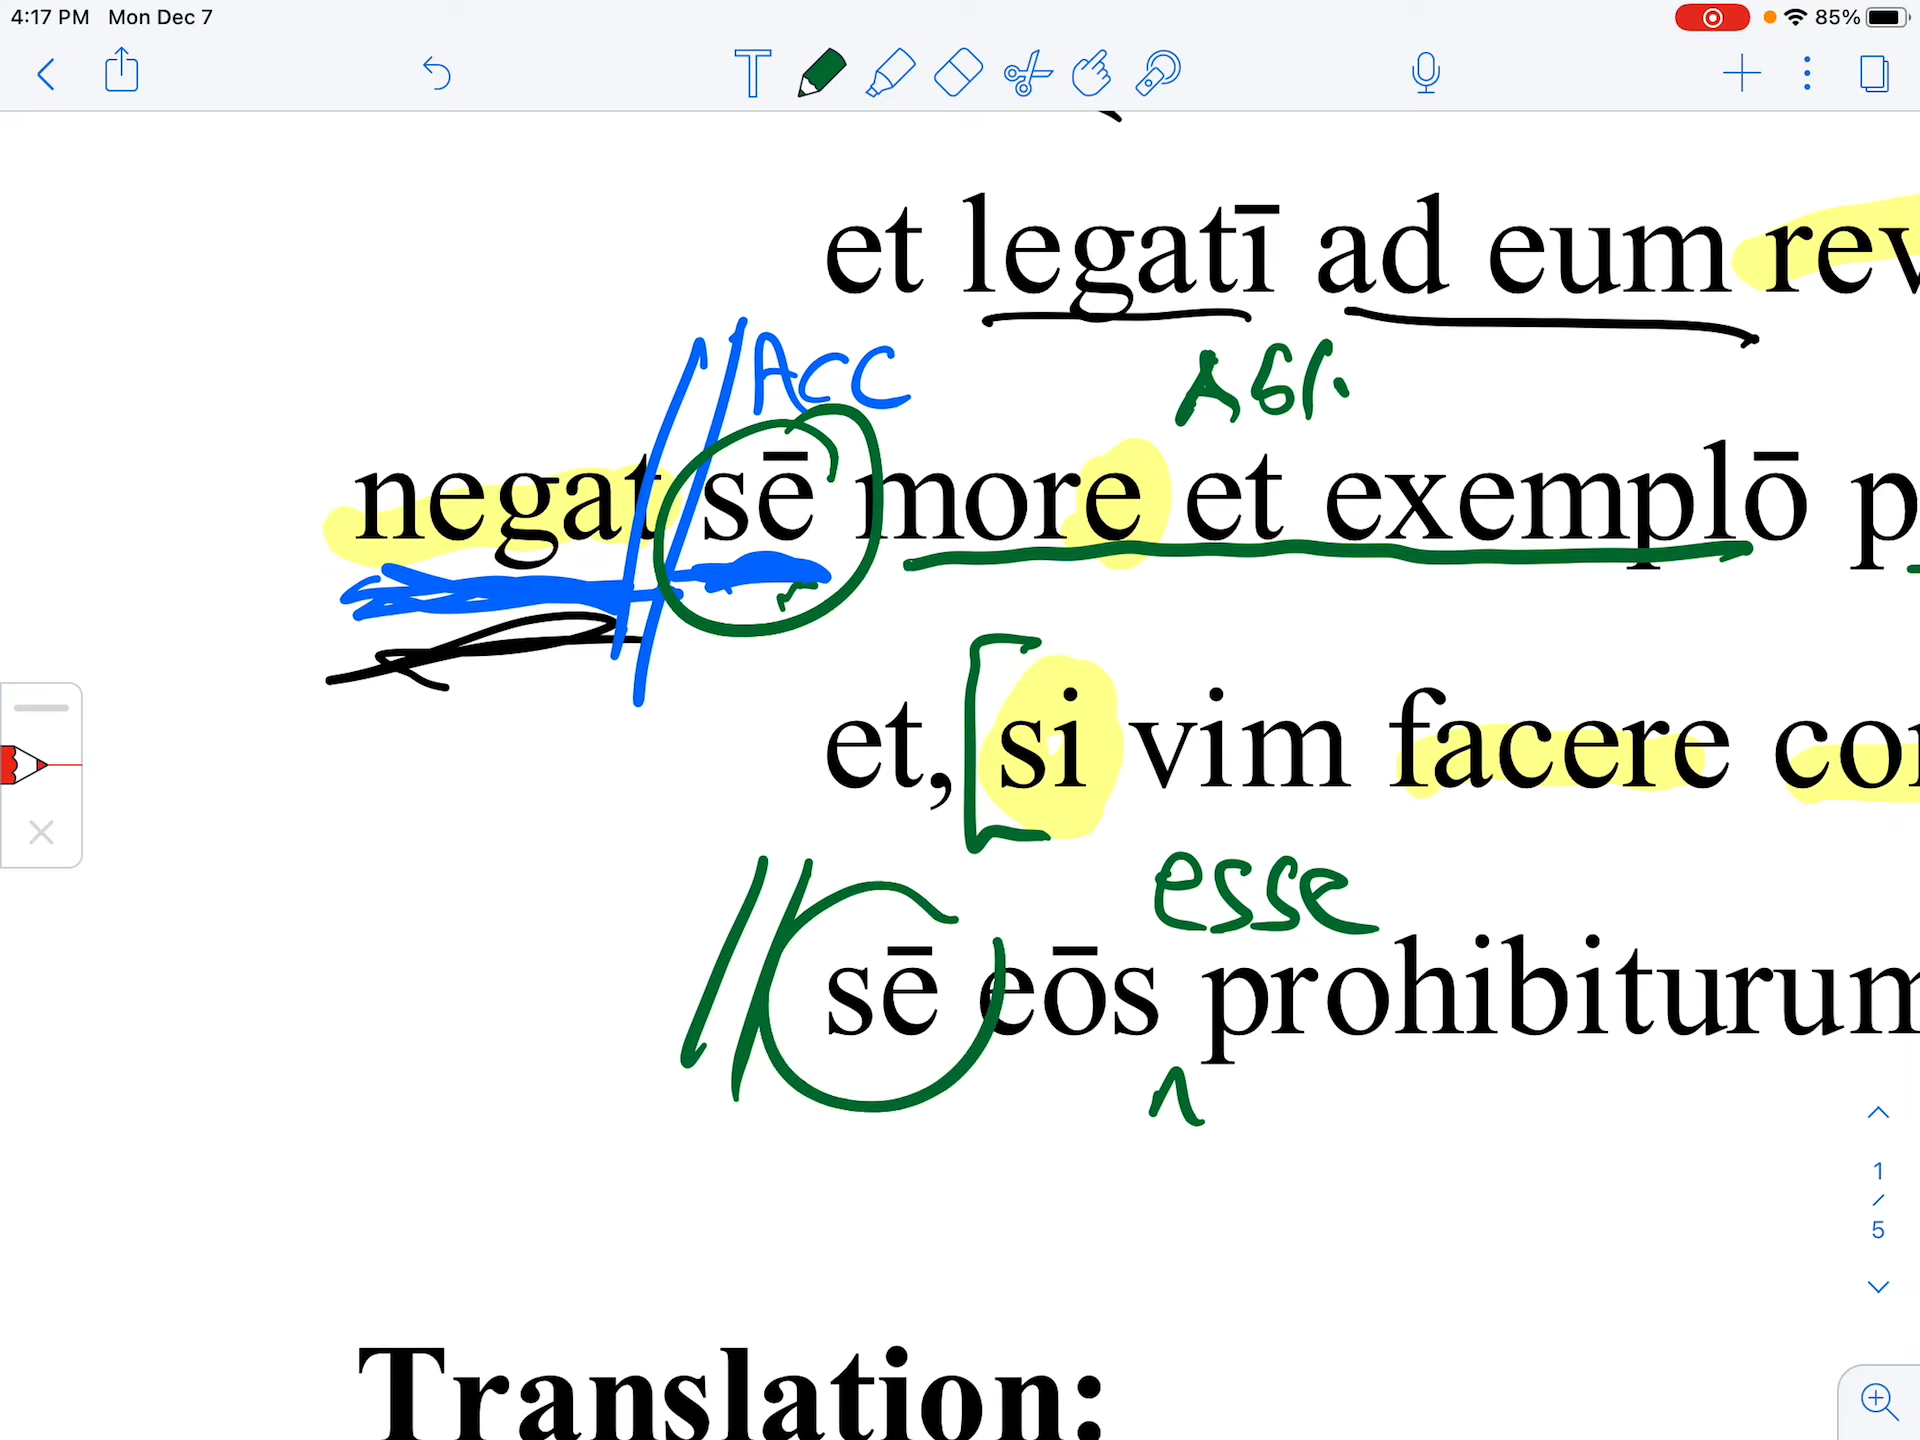 4:17 PM Mon Dec 7 85%
T
et legatī ad eum rev
ACC Abl.
negat sē more et exemplō p
et, si vim facere con
esse
sē eōs prohibiturum
1
/
5
Translation: